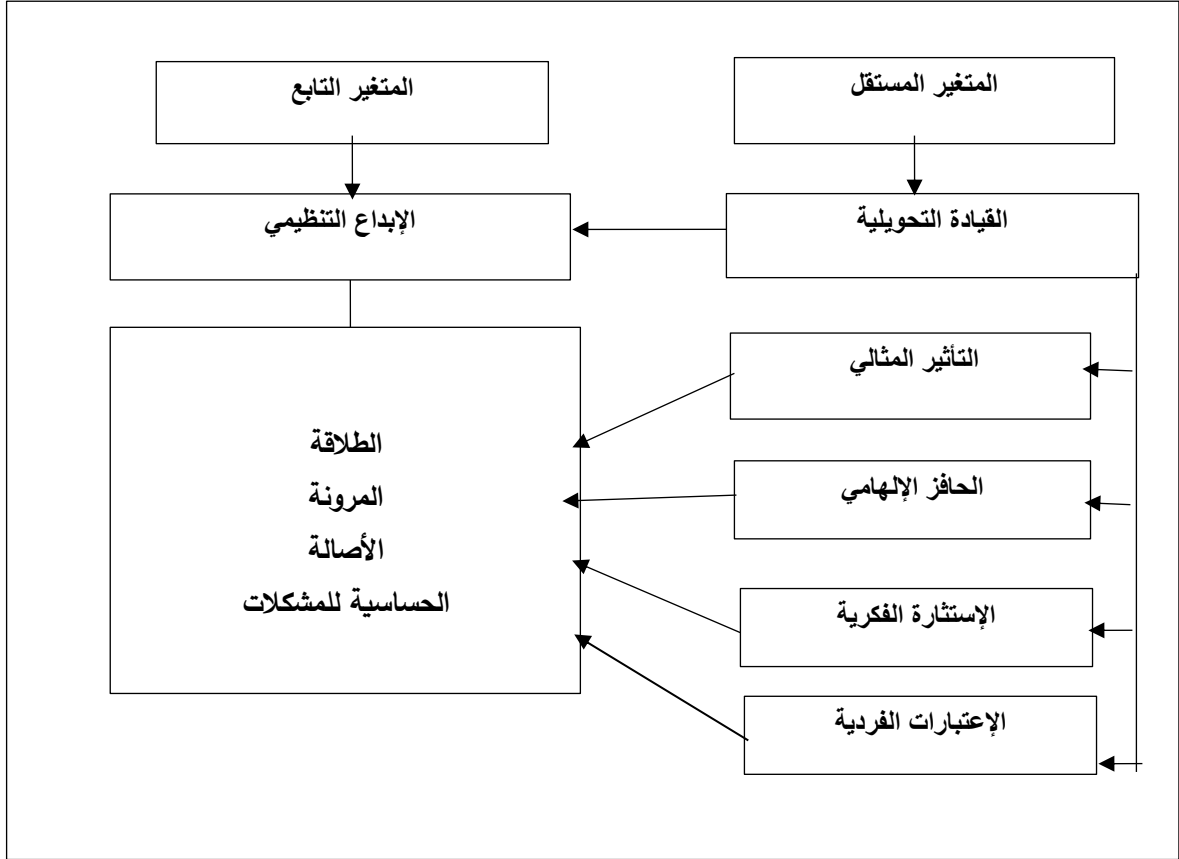 المتغير المستقل
المتغير التابع
القيادة التحويلية
الإبداع التنظيمي
التأثير المثالي
الحافز الإلهامي
الإستثارة الفكرية
الإعتبارات الفردية
الطلاقة
المرونة
الأصالة
الحساسية للمشكلات